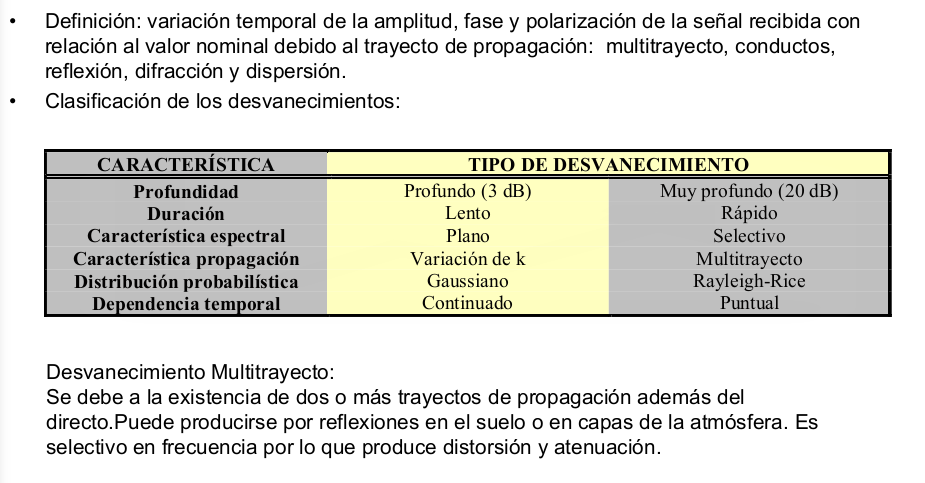 • Definición: variación temporal de la amplitud, fase y polarización de la señal recibida con
relación al valor nominal debido al trayecto de propagación: multitrayecto, conductos,
reflexión, difracción y dispersión.
• Clasificación de los desvanecimientos:
CARACTERÍSTICA TIPO DE DESVANECIMIENTO
Profundidad Profundo (3 dB) Muy profundo (20 dB)
Duración Lento Rápido
Característica espectral Plano Selectivo
Característica propagación Variación de k Multitrayecto
Distribución probabilística Gaussiano Rayleigh-Rice
Dependencia temporal Continuado Puntual
Desvanecimiento Multitrayecto:
Se debe a la existencia de dos o más trayectos de propagación además del
directo.Puede producirse por reflexiones en el suelo o en capas de la atmósfera. Es
selectivo en frecuencia por lo que produce distorsión y atenuación.